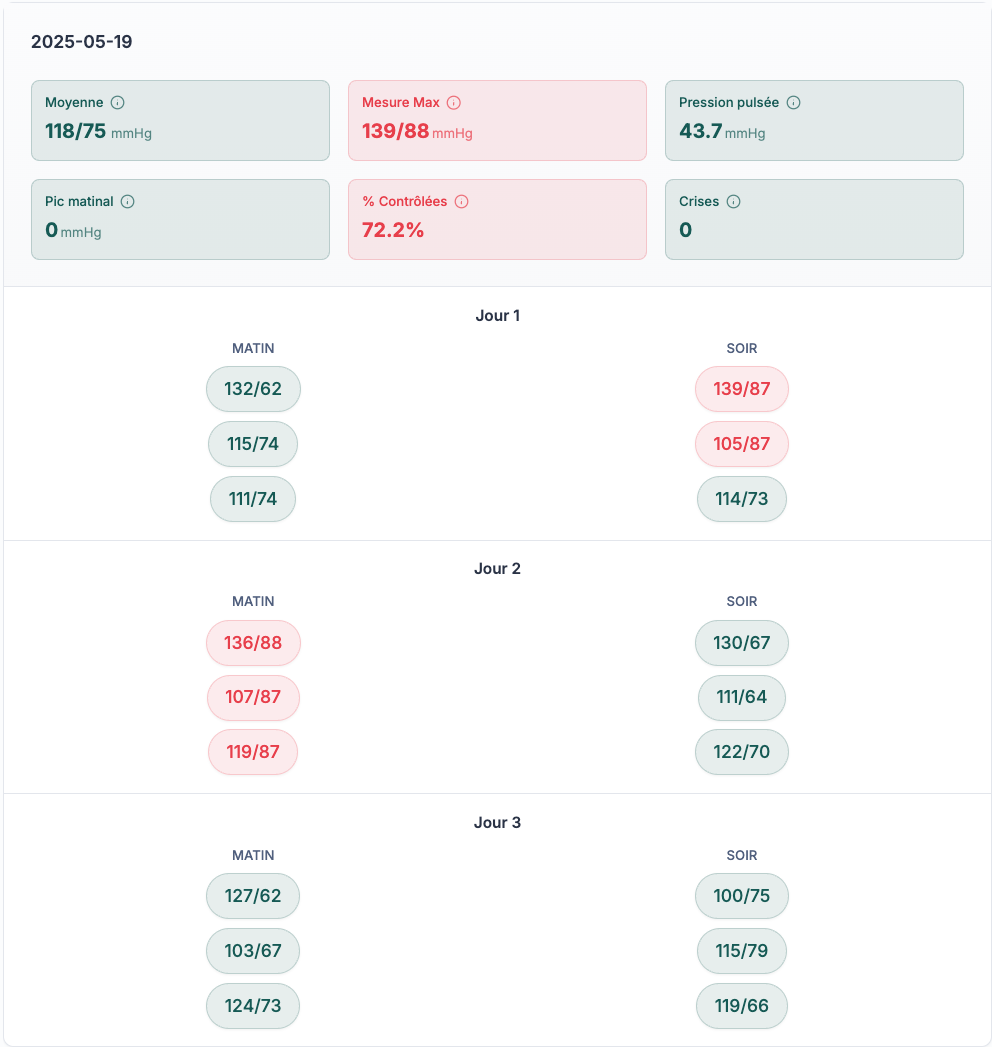 2025-05-19
Moyenne
118/75 mmHg
Mesure Max
139/88 mmHg
Pression pulsée
43.7 mmHg
Pic matinal
0 mmHg
% Contrôlées
72.2%
Crises
0
Jour 1
MATIN
132/62
115/74
111/74
SOIR
139/87
105/87
114/73
Jour 2
MATIN
136/88
107/87
119/87
SOIR
130/67
111/64
122/70
Jour 3
MATIN
127/62
103/67
124/73
SOIR
100/75
115/79
119/66